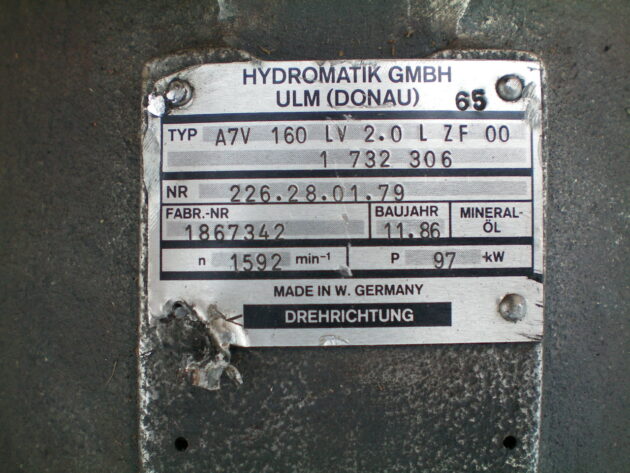 HYDROMATIK GMBH
ULM (DONAU) 65
TYP A7V 160 LV 2.0 L ZF 00
1 732 306
NR 226.28.01.79
FABR.-NR BAUJAHR MINERAL-
1867342 11.86 ÖL
n 1592 min⁻¹ P 97 kW
MADE IN W. GERMANY
DREHRICHTUNG